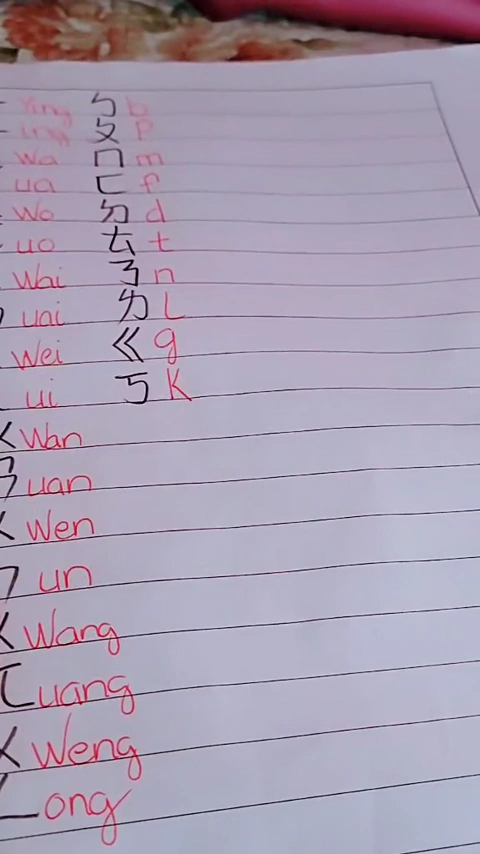 ying ㄅ b
ing ㄆ p
wa ㄇ m
ua ㄈ f
wo ㄉ d
uo ㄊ t
wai ㄋ n
uai ㄌ L
wei ㄍ g
ui ㄎ K
ㄨ wan
ㄢ uan
ㄨ wen
ㄣ un
ㄨ wang
ㄤ uang
ㄨ weng
ㄥ ong